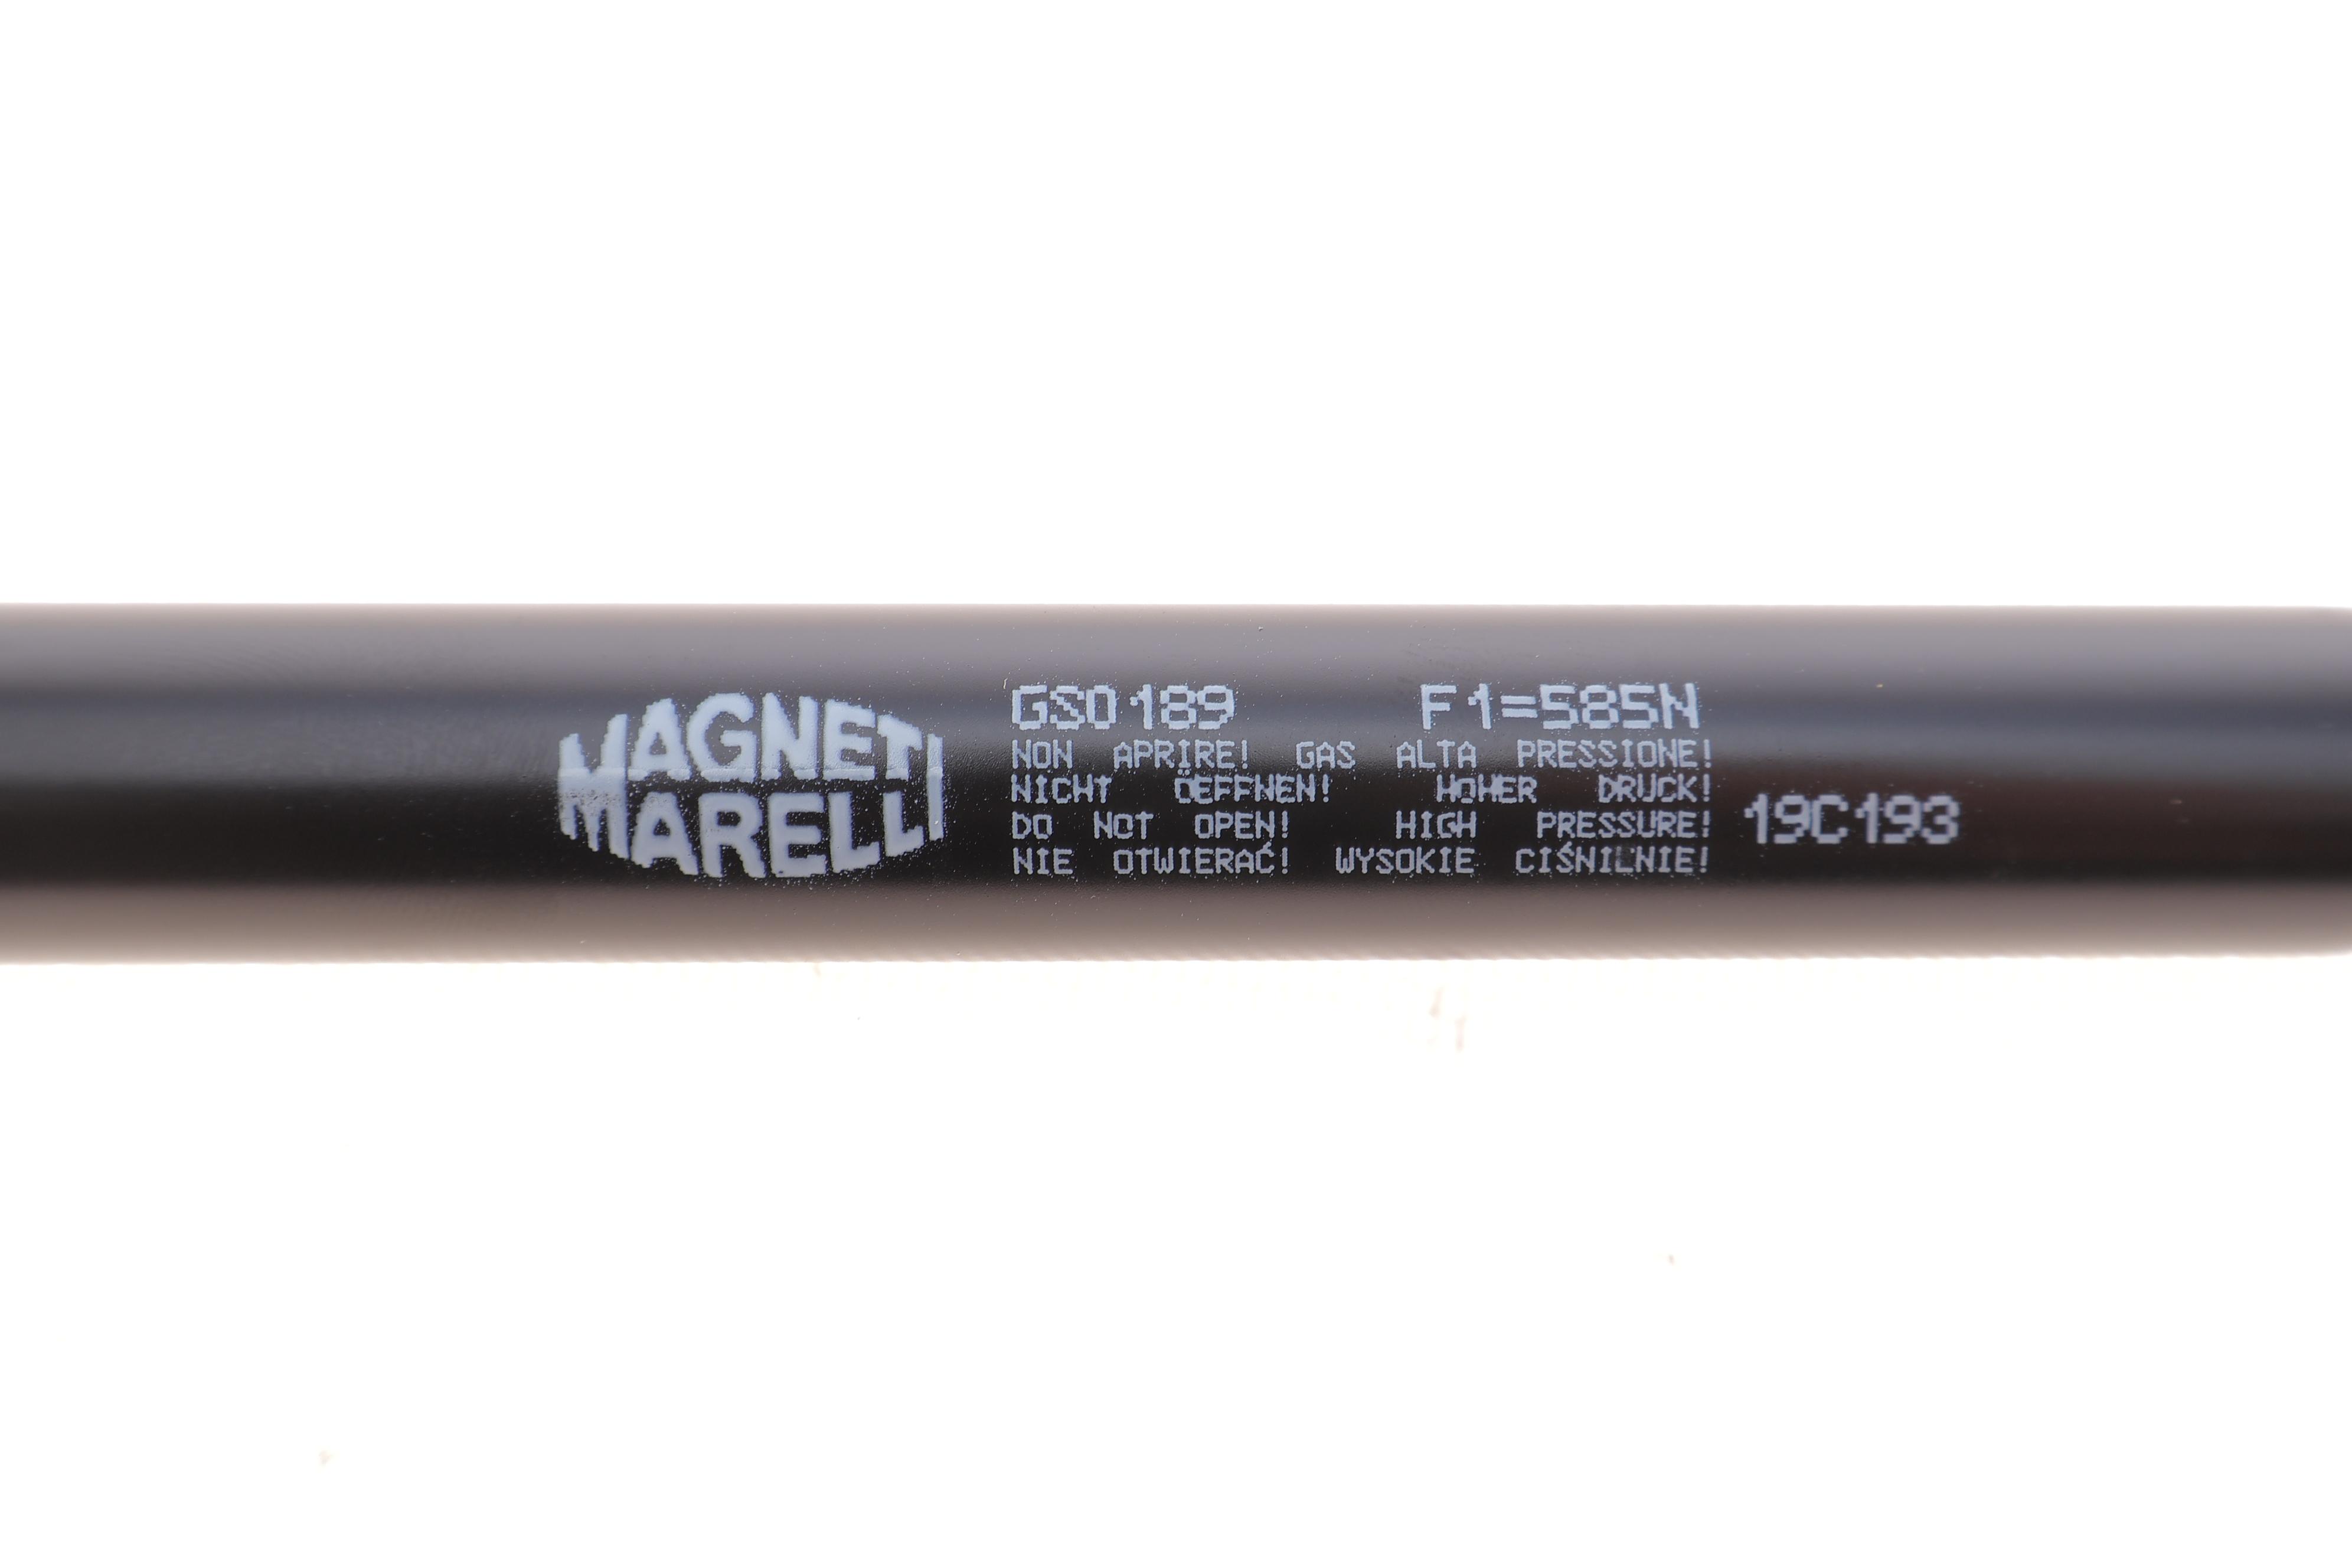 MAGNETI
MARELLI
GS0189 F1=585N
NON APRIRE! GAS ALTA PRESSIONE!
NICHT ÖEFFNEN! HOHER DRUCK!
DO NOT OPEN! HIGH PRESSURE!
NIE OTWIERAĆ! WYSOKIE CIŚNILNIE!
19C193